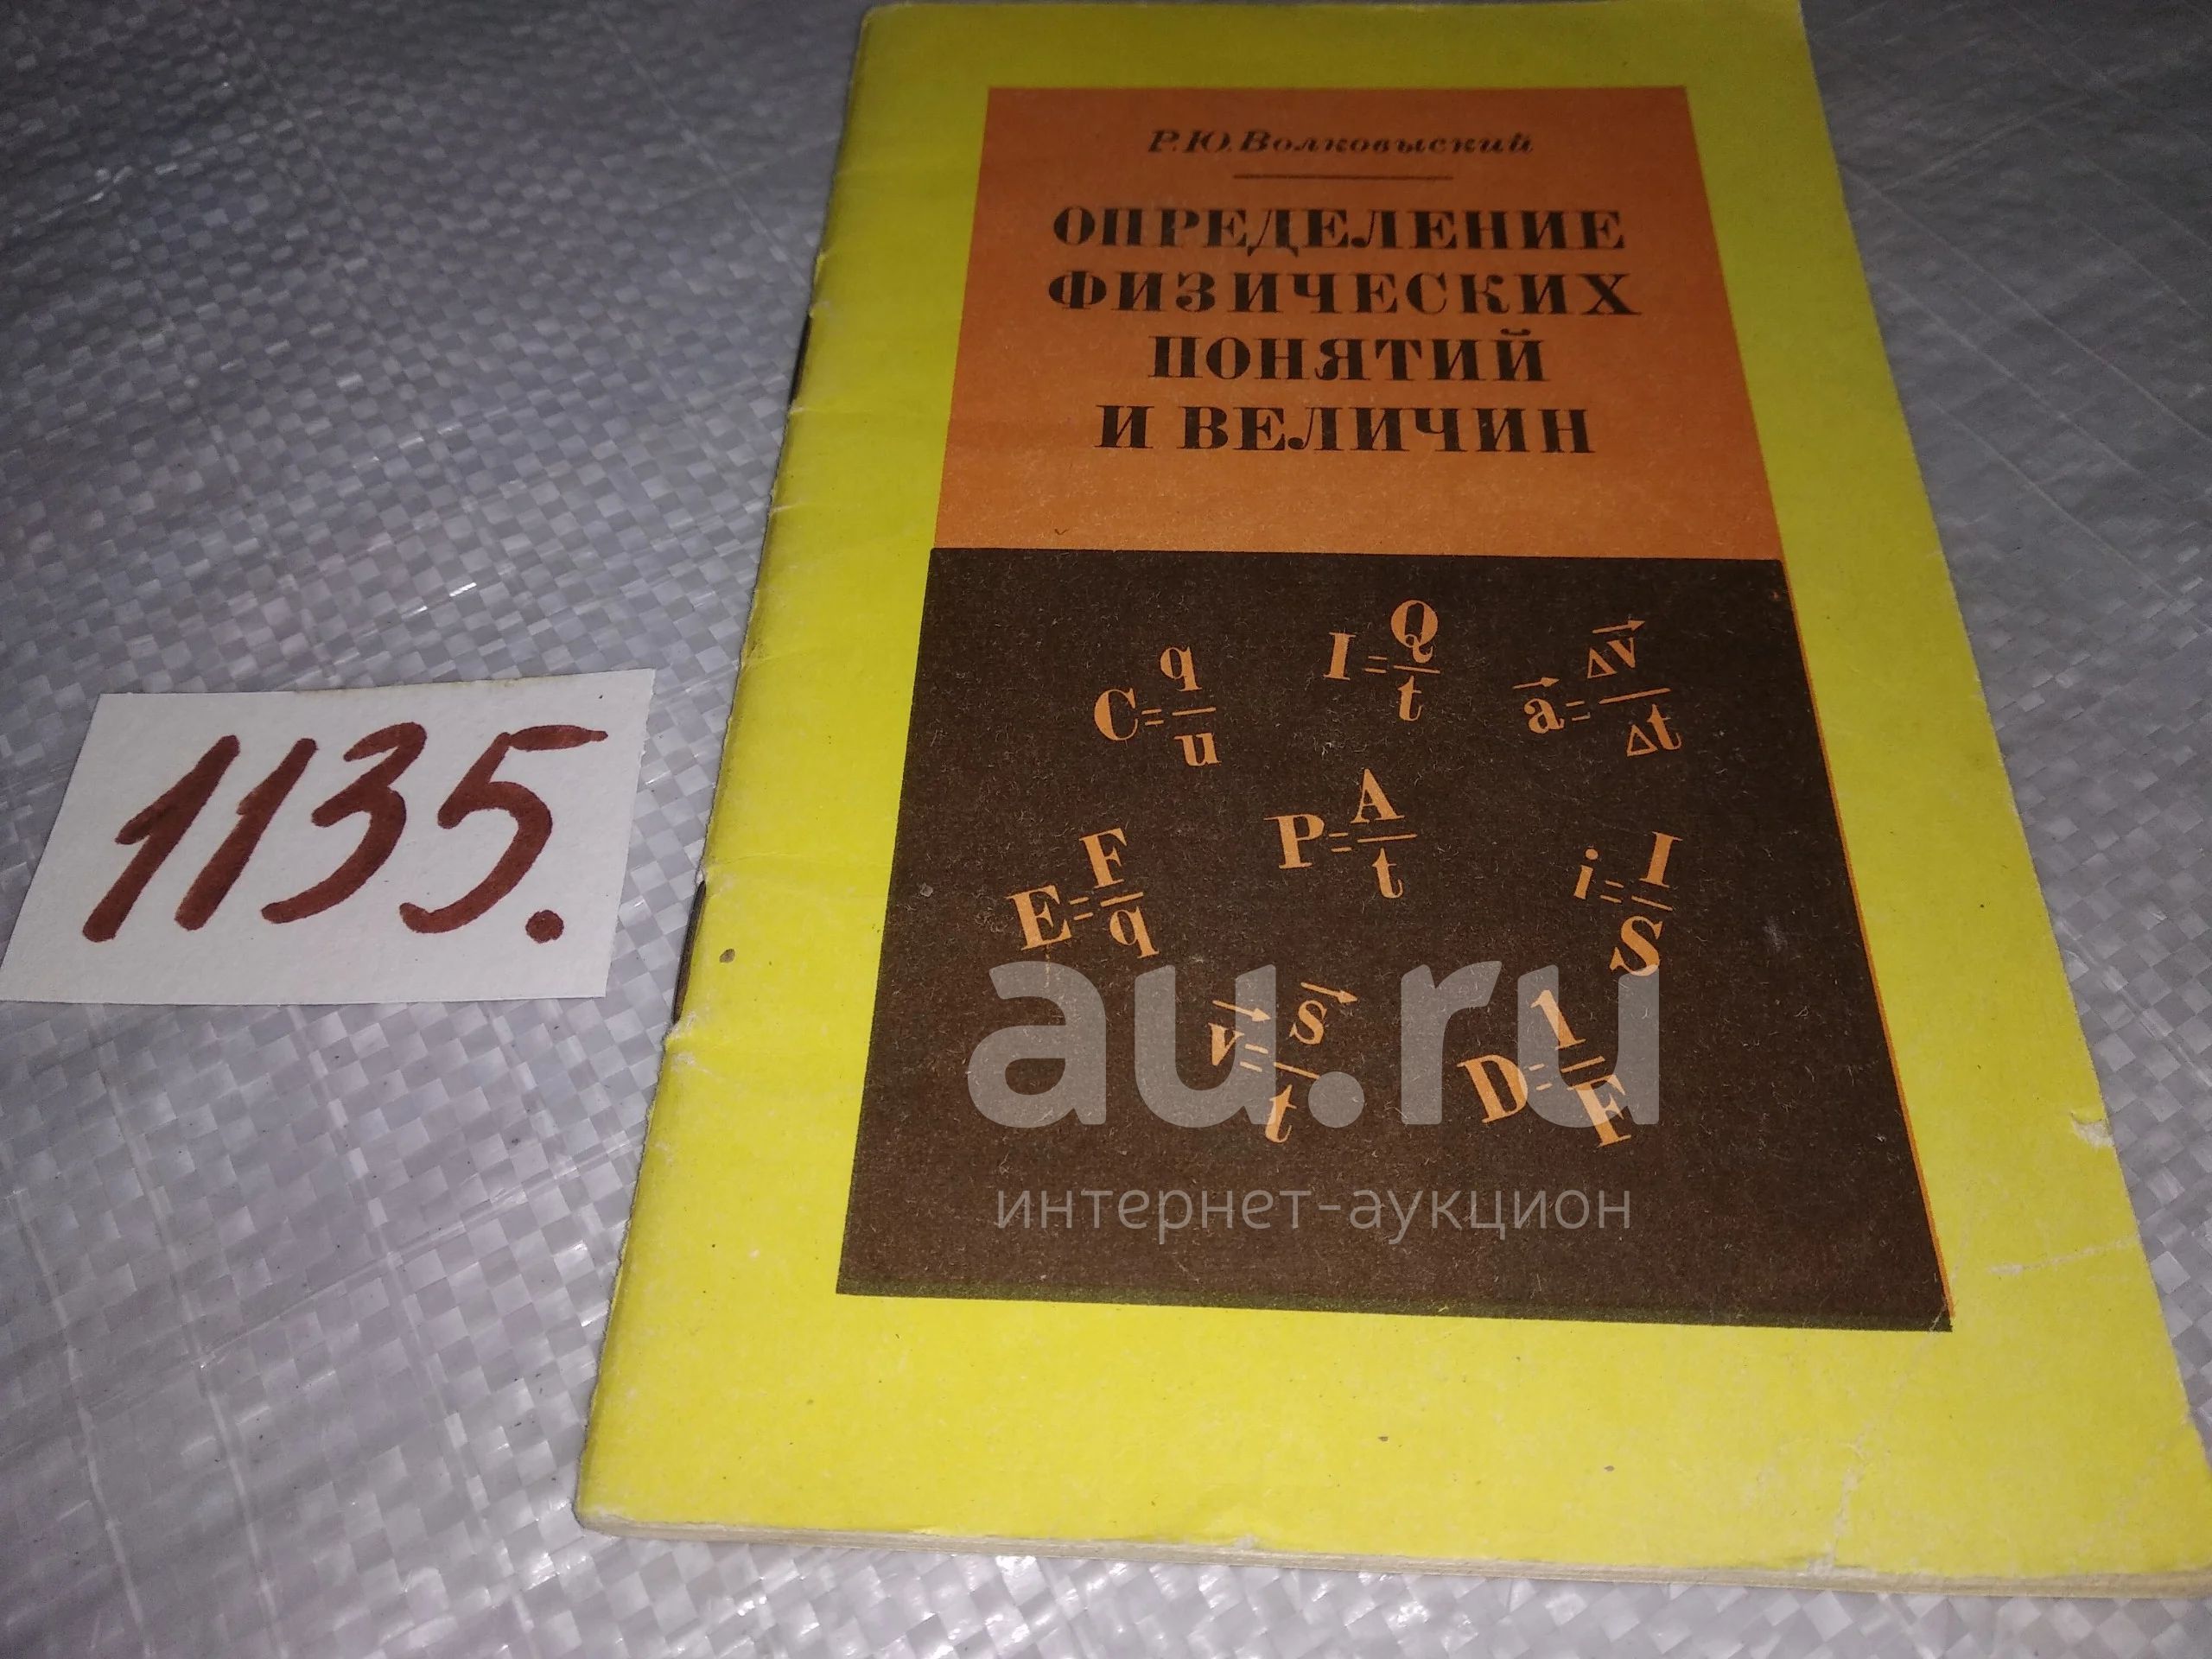 Р.Ю.Волковыский
ОПРЕДЕЛЕНИЕ
ФИЗИЧЕСКИХ
ПОНЯТИЙ
И ВЕЛИЧИН
C=q/u
I=Q/t
a⃗=Δv⃗/Δt
E=F/q
P=A/t
i=I/S
v⃗=s⃗/t
D=1/F
1135.
au.ru
интернет-аукцион